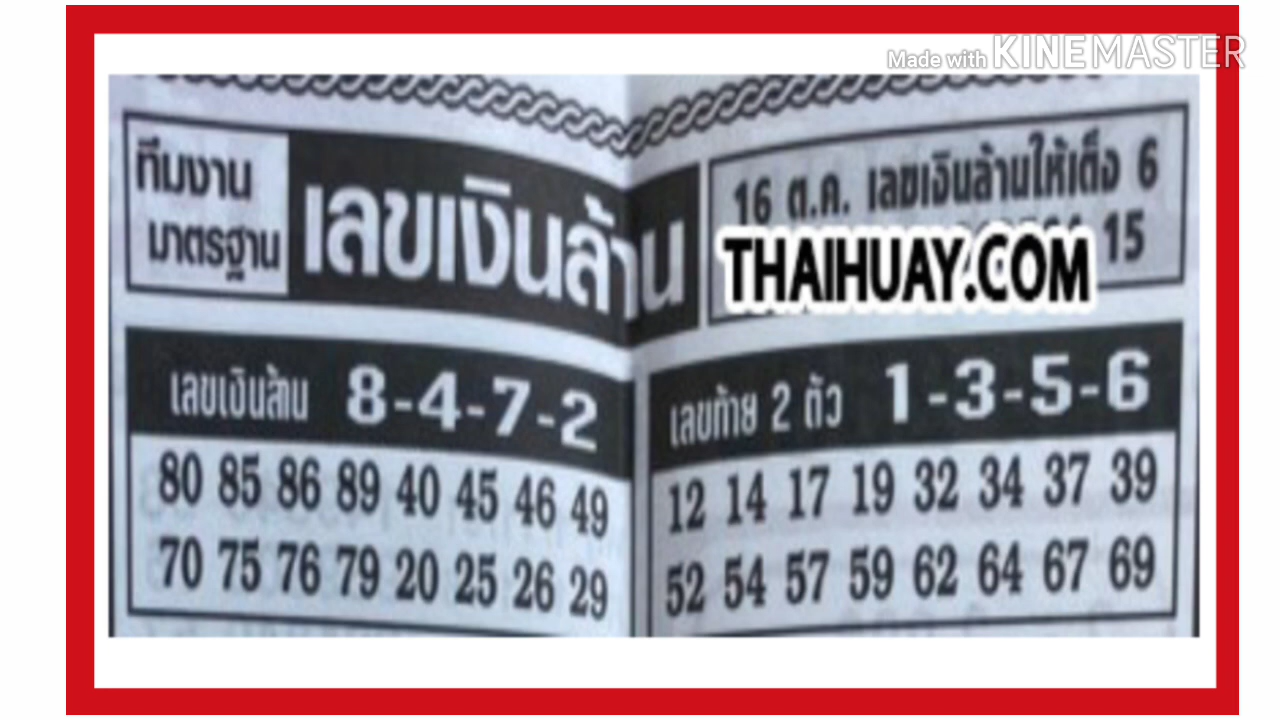 Made with KINEMASTER
ทีมงาน
มาตรฐาน
เลขเงินล้าน
16 ต.ค. เลขเงินล้านให้เต็ง 6
15
THAIHUAY.COM
เลขเงินล้าน 8-4-7-2
80 85 86 89 40 45 46 49
70 75 76 79 20 25 26 29
เลขท้าย 2 ตัว 1-3-5-6
12 14 17 19 32 34 37 39
52 54 57 59 62 64 67 69